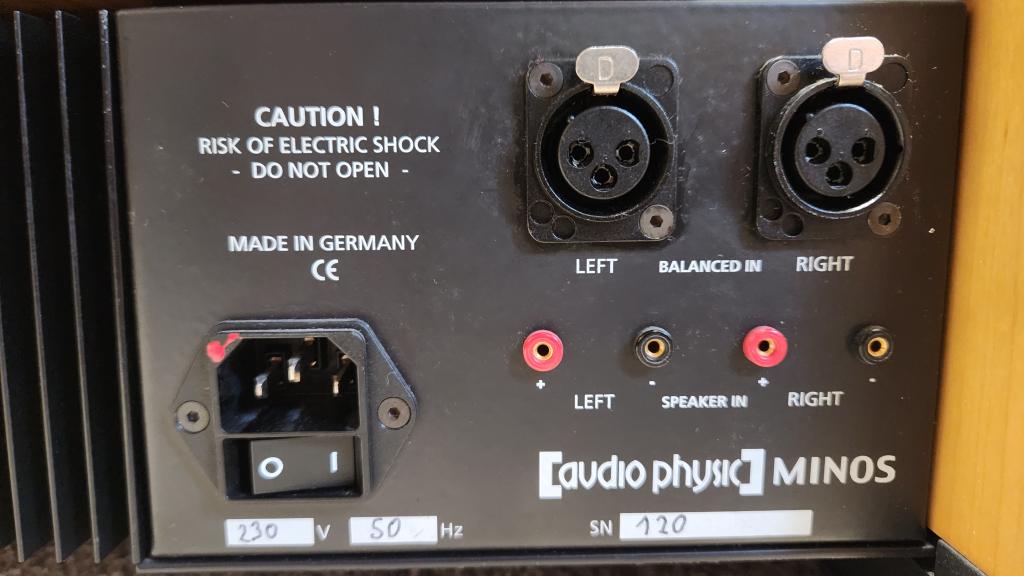 D
D
CAUTION !
RISK OF ELECTRIC SHOCK
- DO NOT OPEN -
MADE IN GERMANY
CE
LEFT BALANCED IN RIGHT
+ - + -
LEFT SPEAKER IN RIGHT
O I
[audio physic] MINOS
230 V 50 Hz
SN 120